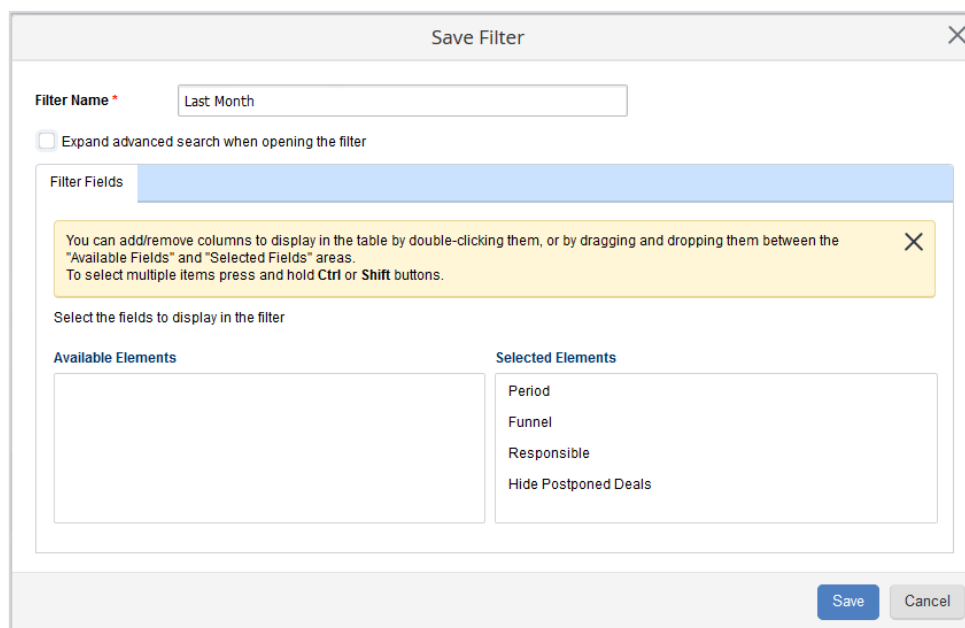 Save Filter
Filter Name *
Last Month
Expand advanced search when opening the filter
Filter Fields
You can add/remove columns to display in the table by double-clicking them, or by dragging and dropping them between the
"Available Fields" and "Selected Fields" areas.
To select multiple items press and hold Ctrl or Shift buttons.
Select the fields to display in the filter
Available Elements
Selected Elements
Period
Funnel
Responsible
Hide Postponed Deals
Save
Cancel